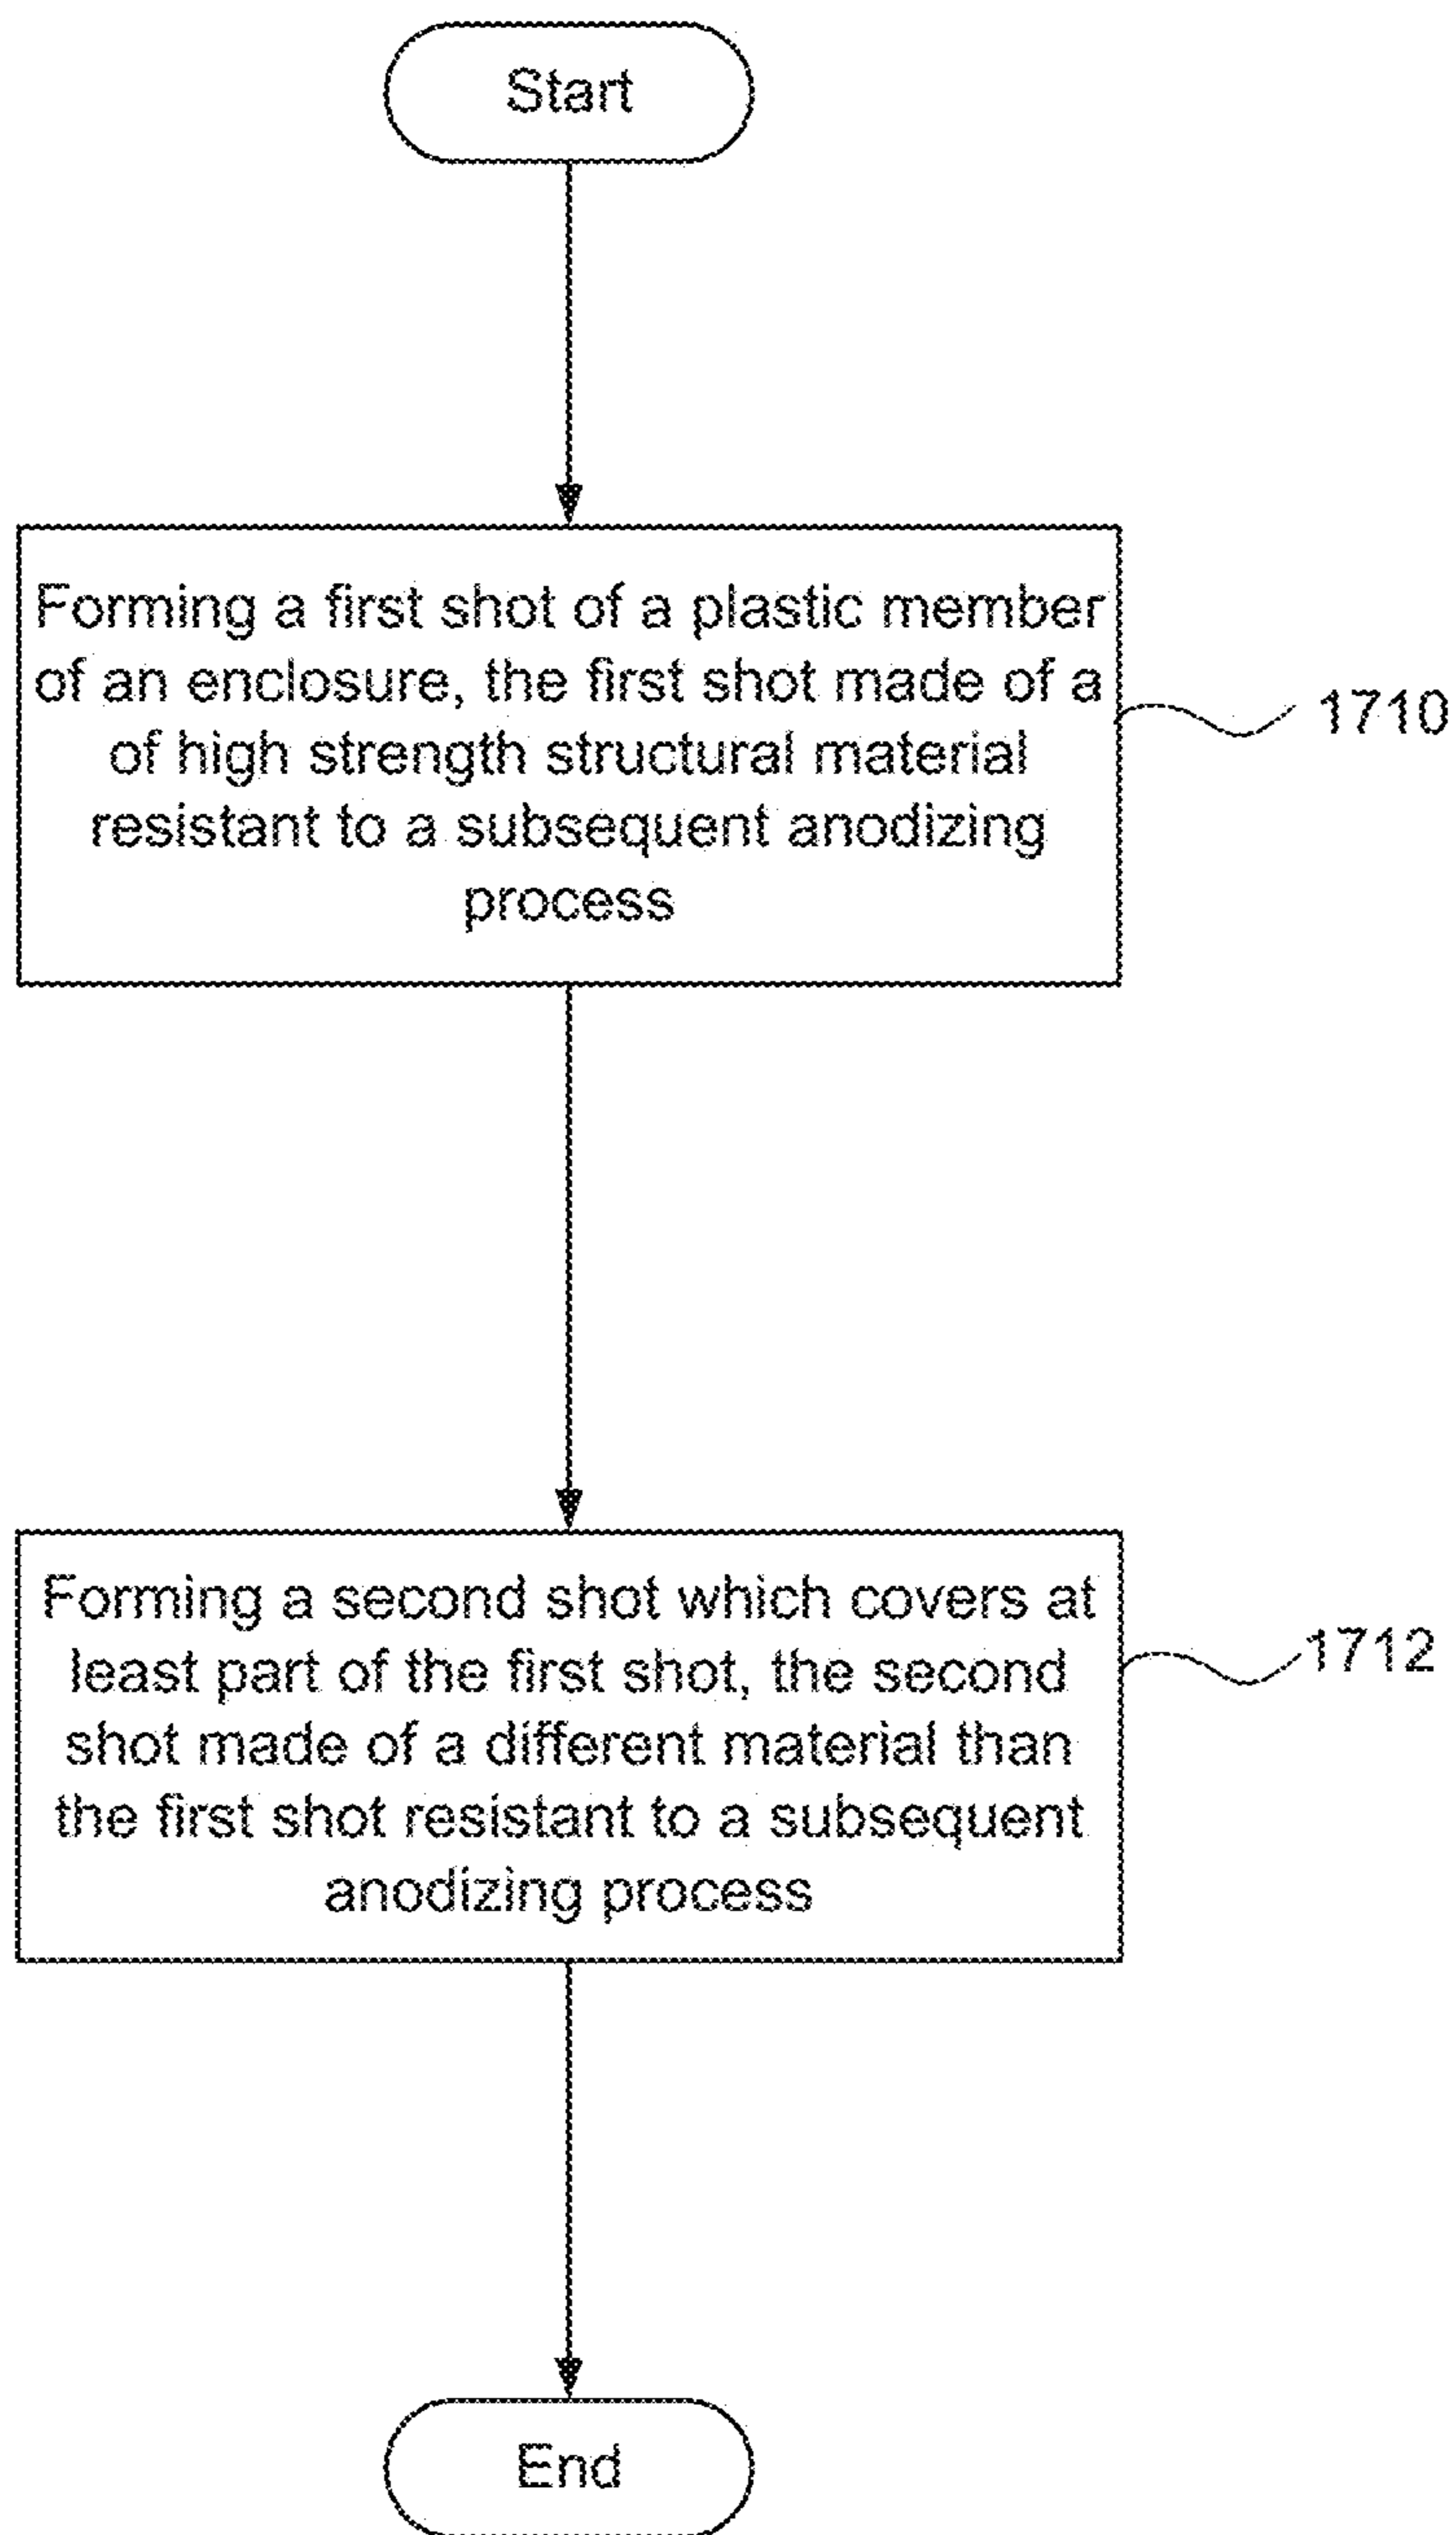 Start
Forming a first shot of a plastic member
of an enclosure, the first shot made of a
of high strength structural material
resistant to a subsequent anodizing
process
1710
Forming a second shot which covers at
least part of the first shot, the second
shot made of a different material than
the first shot resistant to a subsequent
anodizing process
1712
End